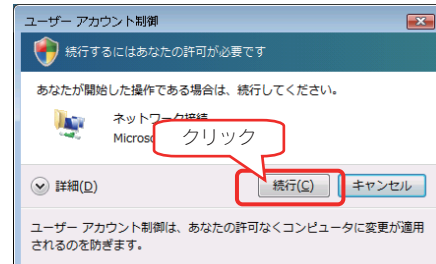 ユーザー アカウント制御
続行するにはあなたの許可が必要です
あなたが開始した操作である場合は、続行してください。
ネットワーク接続
クリック
詳細(D)
続行(C)
キャンセル
ユーザー アカウント制御は、あなたの許可なくコンピュータに変更が適用
されるのを防ぎます。